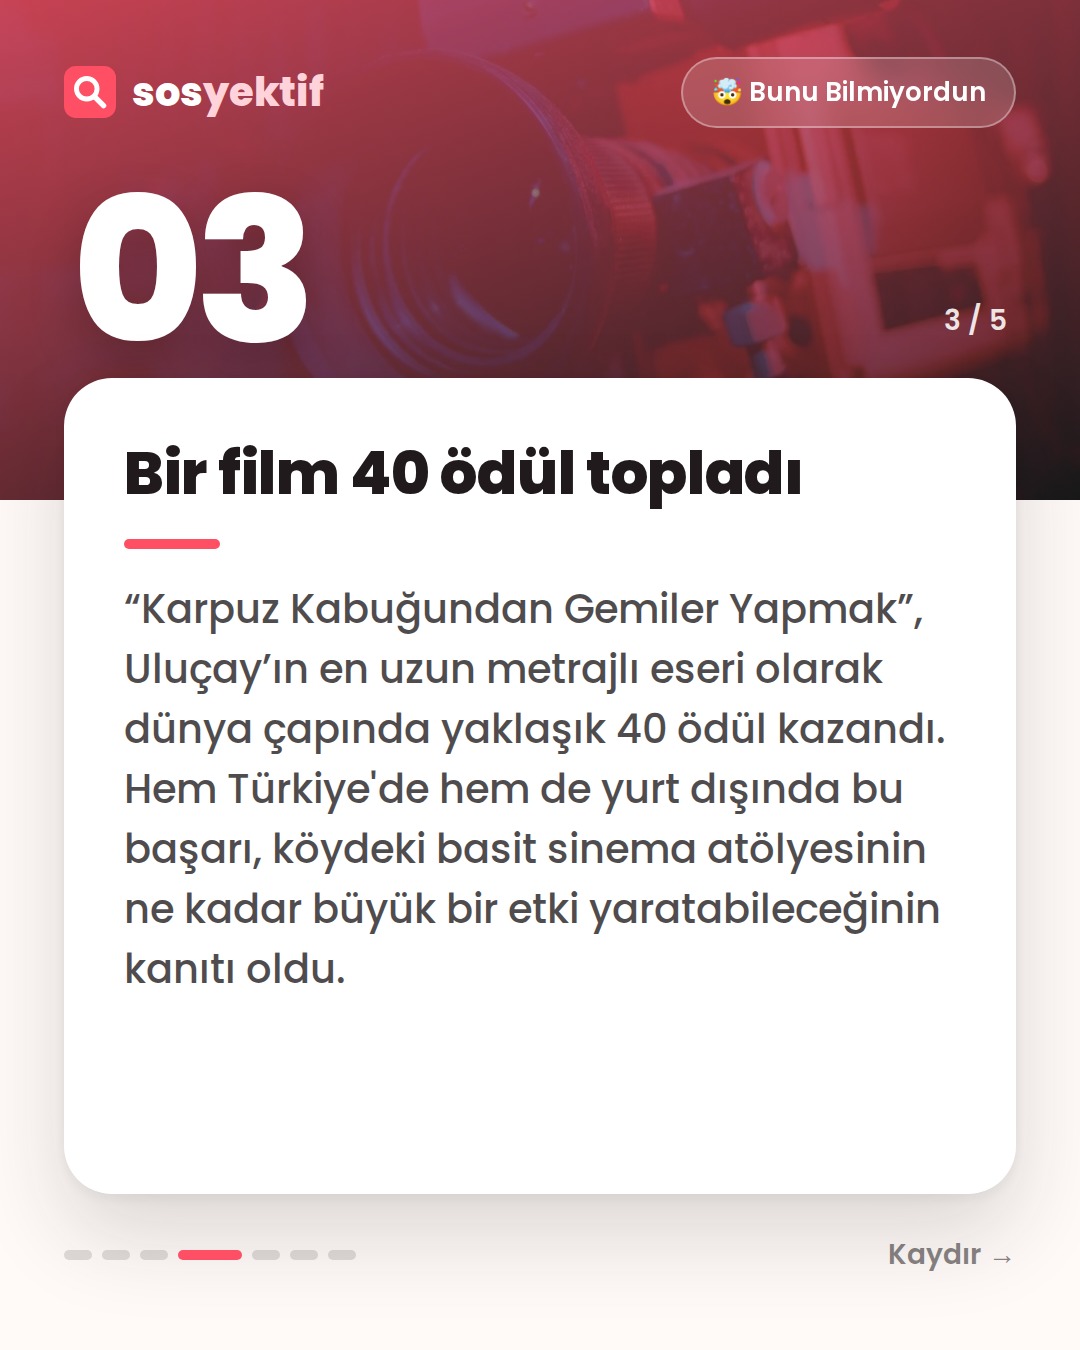 sosyektif
🤯 Bunu Bilmiyordun
03
3 / 5
Bir film 40 ödül topladı
“Karpuz Kabuğundan Gemiler Yapmak”,
Uluçay’ın en uzun metrajlı eseri olarak
dünya çapında yaklaşık 40 ödül kazandı.
Hem Türkiye'de hem de yurt dışında bu
başarı, köydeki basit sinema atölyesinin
ne kadar büyük bir etki yaratabileceğinin
kanıtı oldu.
Kaydır →